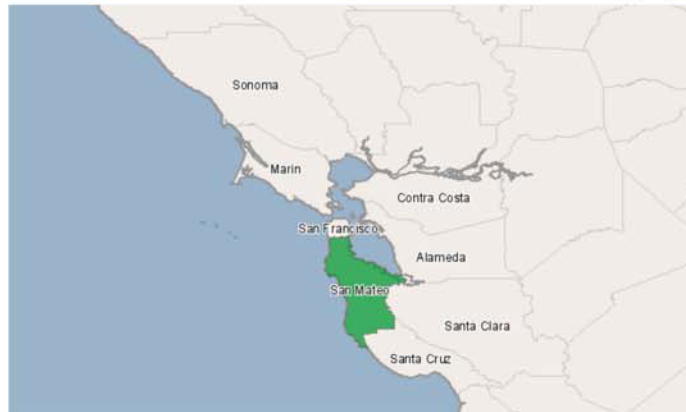 Sonoma
Marin
Contra Costa
San Francisco
Alameda
San Mateo
Santa Clara
Santa Cruz